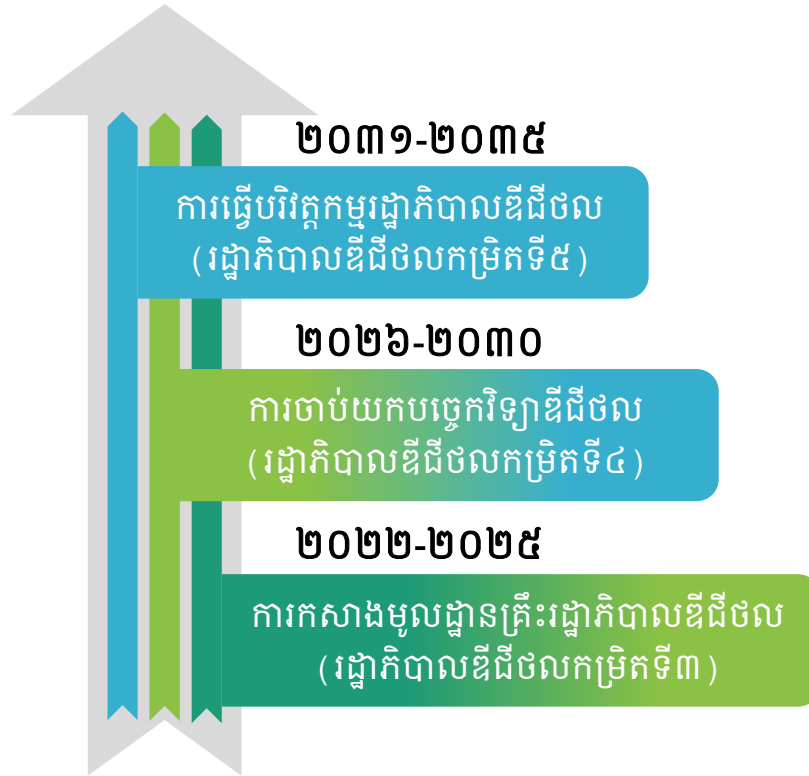 ២០៣១-២០៣៥
ការធ្វើបរិវត្តកម្មរដ្ឋាភិបាលឌីជីថល
(រដ្ឋាភិបាលឌីជីថលកម្រិតទី៥)
២០២៦-២០៣០
ការចាប់យកបច្ចេកវិទ្យាឌីជីថល
(រដ្ឋាភិបាលឌីជីថលកម្រិតទី៤)
២០២២-២០២៥
ការកសាងមូលដ្ឋានគ្រឹះរដ្ឋាភិបាលឌីជីថល
(រដ្ឋាភិបាលឌីជីថលកម្រិតទី៣)